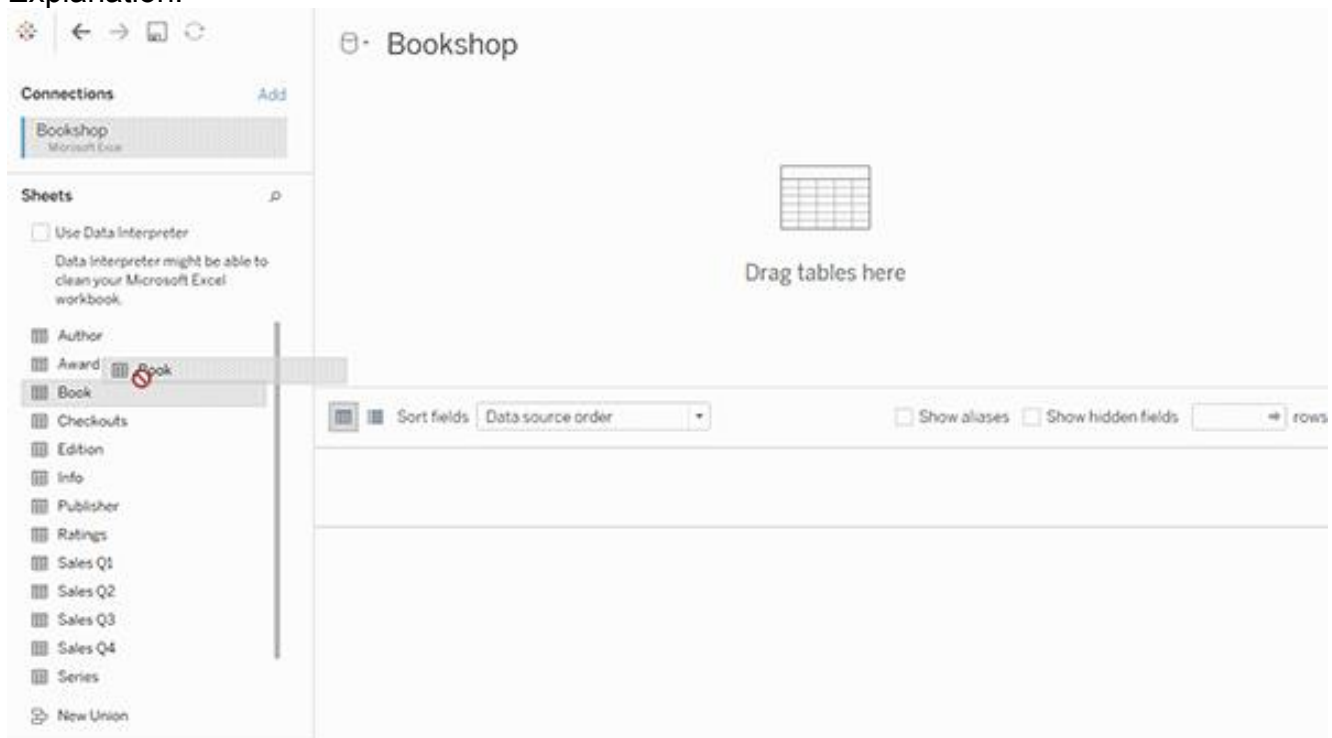 Explanation:
Bookshop
Connections Add
Bookshop
Microsoft Excel
Sheets
Use Data Interpreter
Data Interpreter might be able to
clean your Microsoft Excel
workbook.
Author
Award
Book
Book
Checkouts
Edition
Info
Publisher
Ratings
Sales Q1
Sales Q2
Sales Q3
Sales Q4
Series
New Union
Drag tables here
Sort fields Data source order Show aliases Show hidden fields rows